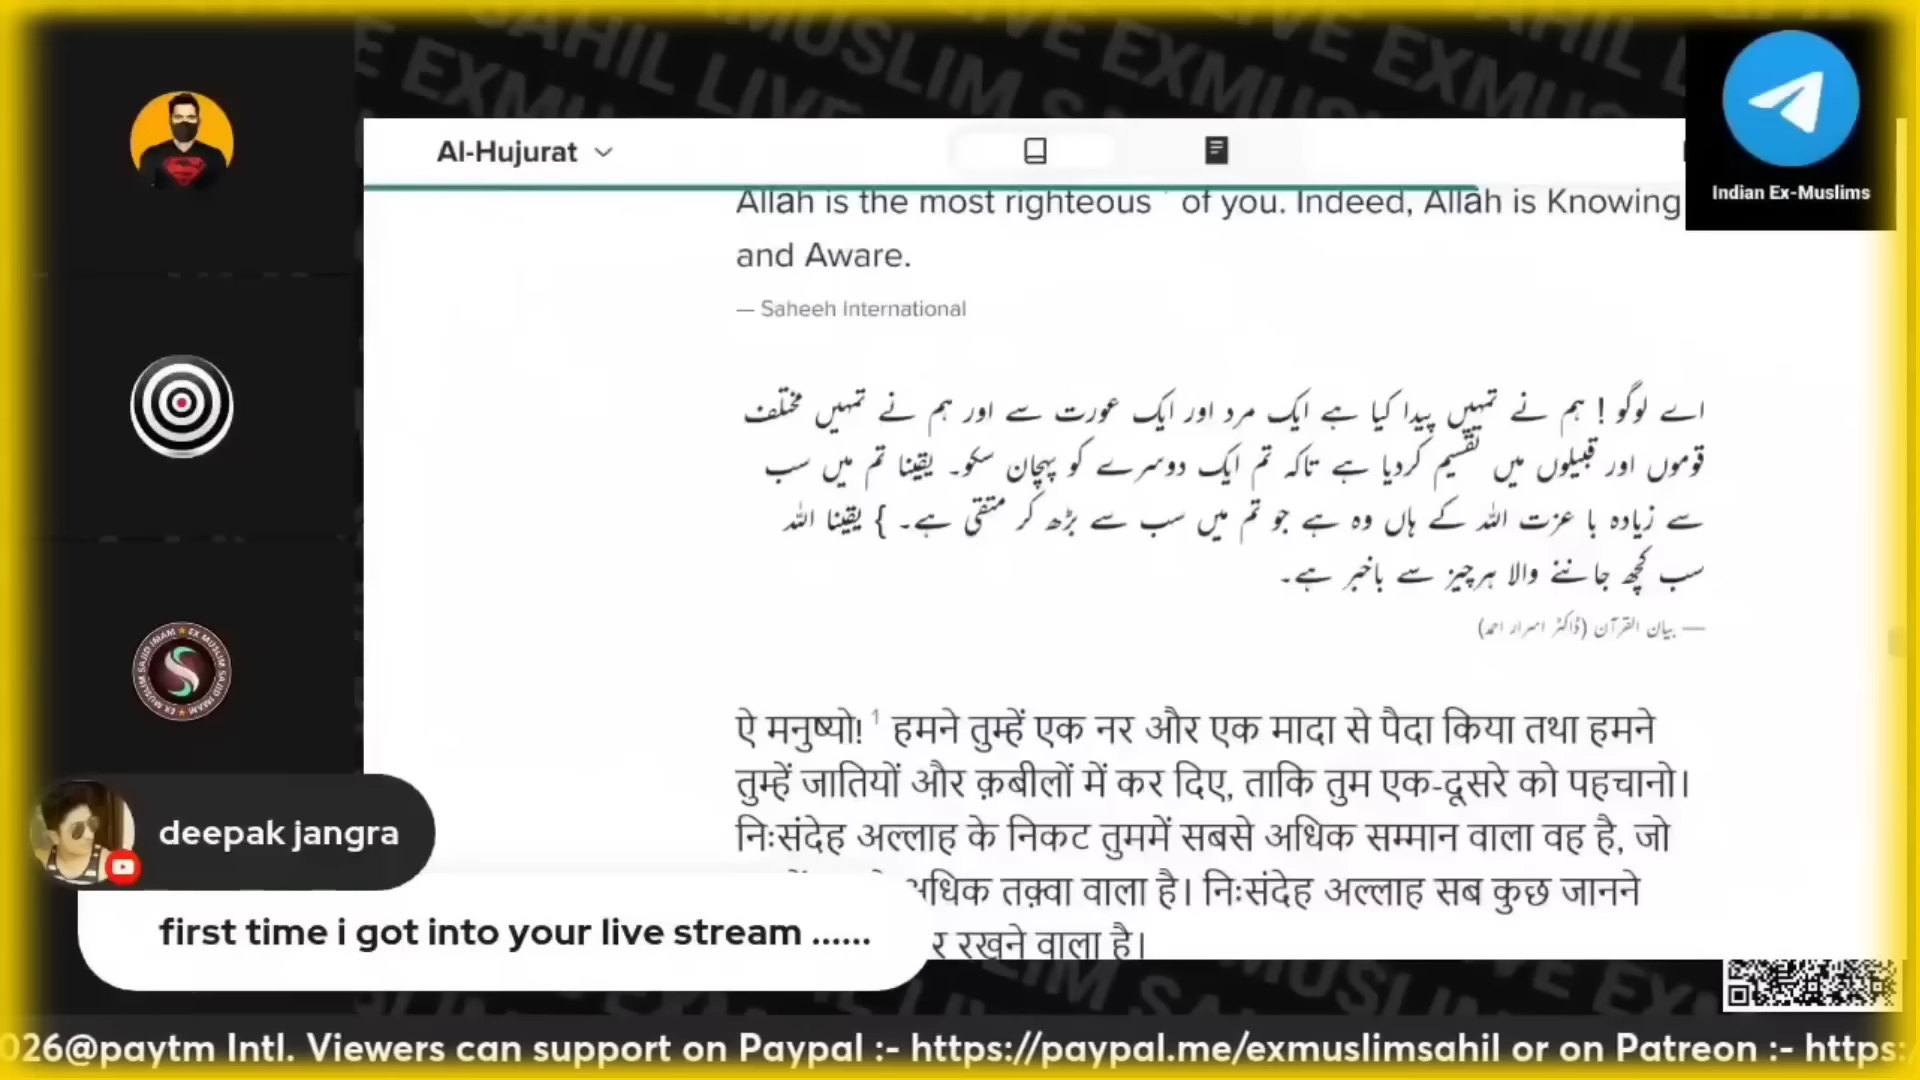 Al-Hujurat
Indian Ex-Muslims
Allah is the most righteous of you. Indeed, Allah is Knowing
and Aware.
— Saheeh International
اے لوگو ! ہم نے تمہیں پیدا کیا ہے ایک مرد اور ایک عورت سے اور ہم نے تمہیں مختلف
قوموں اور قبیلوں میں تقسیم کردیا ہے تاکہ تم ایک دوسرے کو پہچان سکو۔ یقینا تم میں سب
سے زیادہ با عزت اللہ کے ہاں وہ ہے جو تم میں سب سے بڑھ کر متقی ہے۔ } یقینا اللہ
سب کچھ جاننے والا ہرچیز سے باخبر ہے۔
— بیان القرآن (ڈاکٹر اسرار احمد)
ऐ मनुष्यो! 1 हमने तुम्हें एक नर और एक मादा से पैदा किया तथा हमने
तुम्हें जातियों और क़बीलों में कर दिए, ताकि तुम एक-दूसरे को पहचानो।
निःसंदेह अल्लाह के निकट तुममें सबसे अधिक सम्मान वाला वह है, जो
अधिक तक़्वा वाला है। निःसंदेह अल्लाह सब कुछ जानने
र रखने वाला है।
deepak jangra
first time i got into your live stream ......
026@paytm Intl. Viewers can support on Paypal :- https://paypal.me/exmuslimsahil or on Patreon :- https: